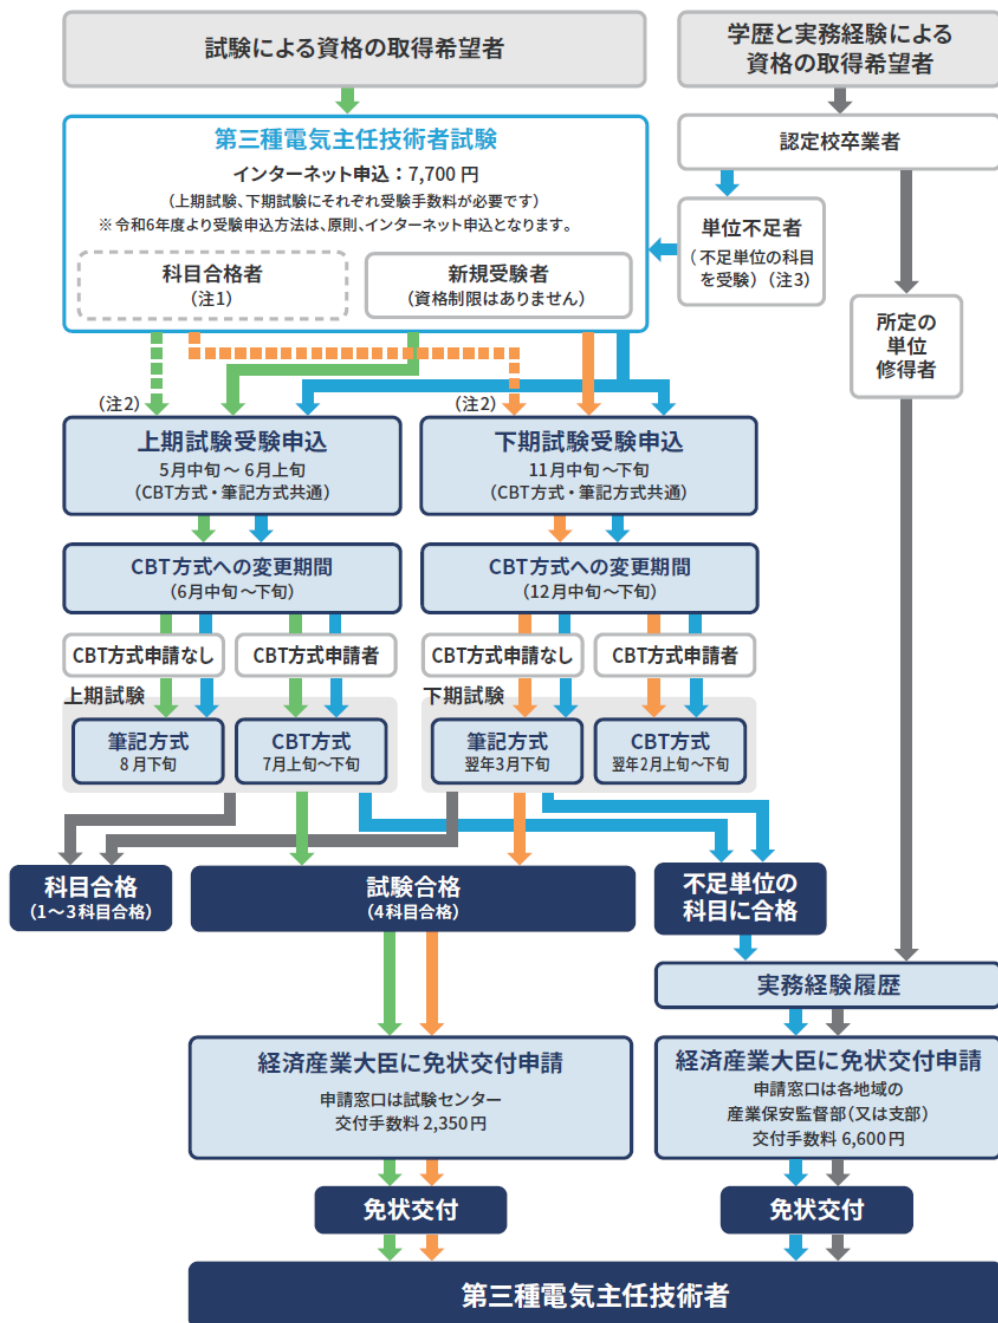 試験による資格の取得希望者
学歴と実務経験による
資格の取得希望者
第三種電気主任技術者試験
インターネット申込：7,700 円
（上期試験、下期試験にそれぞれ受験手数料が必要です）
※ 令和6年度より受験申込方法は、原則、インターネット申込となります。
科目合格者
（注1）
新規受験者
（資格制限はありません）
認定校卒業者
単位不足者
（不足単位の科目
を受験）（注3）
所定の
単位
修得者
（注2）
（注2）
上期試験受験申込
5月中旬～6月上旬
（CBT方式・筆記方式共通）
下期試験受験申込
11月中旬～下旬
（CBT方式・筆記方式共通）
CBT方式への変更期間
（6月中旬～下旬）
CBT方式への変更期間
（12月中旬～下旬）
CBT方式申請なし
CBT方式申請者
CBT方式申請なし
CBT方式申請者
上期試験
下期試験
筆記方式
8月下旬
CBT方式
7月上旬～下旬
筆記方式
翌年3月下旬
CBT方式
翌年2月上旬～下旬
科目合格
（1～3科目合格）
試験合格
（4科目合格）
不足単位の
科目に合格
実務経験履歴
経済産業大臣に免状交付申請
申請窓口は試験センター
交付手数料 2,350円
経済産業大臣に免状交付申請
申請窓口は各地域の
産業保安監督部（又は支部）
交付手数料 6,600円
免状交付
免状交付
第三種電気主任技術者